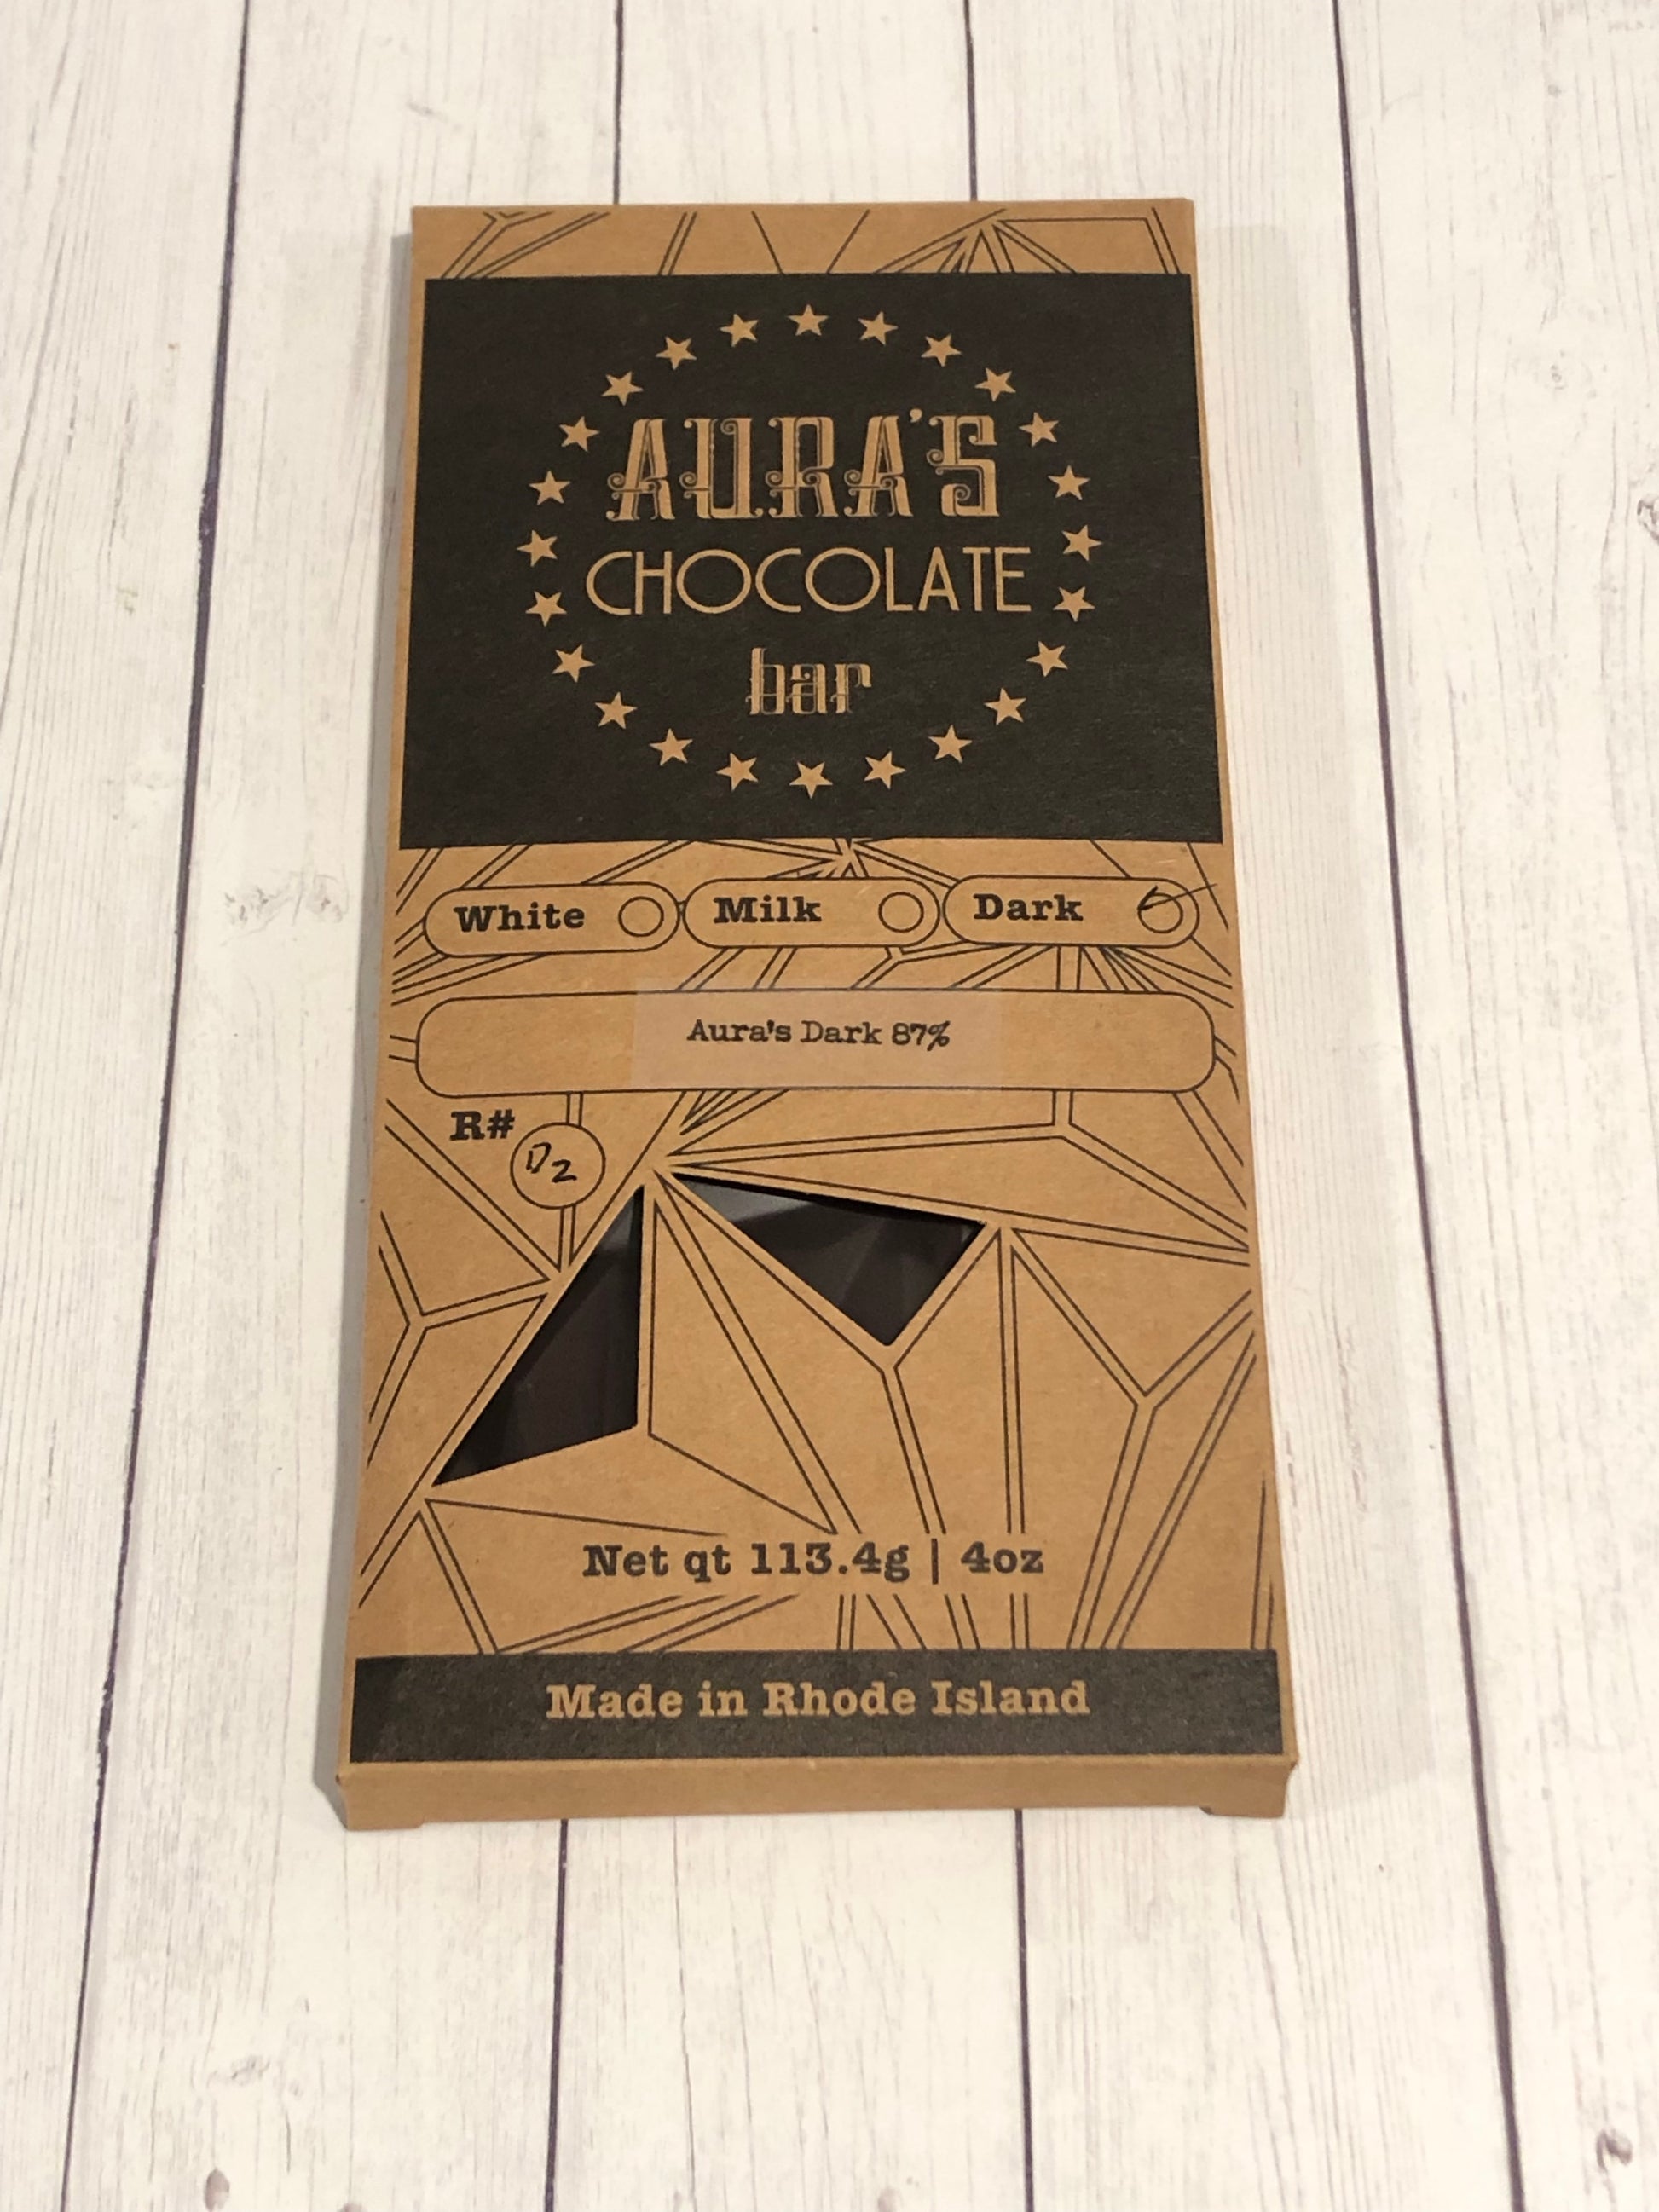 AURA'S
CHOCOLATE
bar
White Milk Dark
Aura's Dark 87%
R# D2
Net qt 113.4g | 4oz
Made in Rhode Island